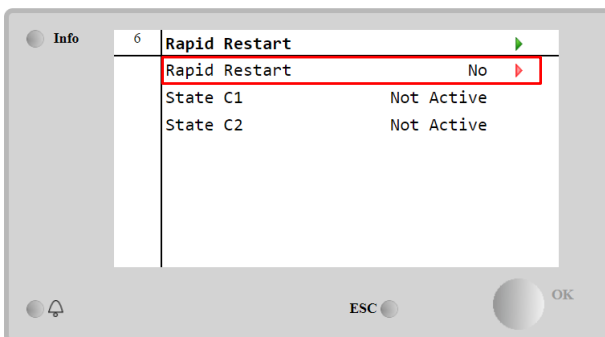 Info
6 Rapid Restart
Rapid Restart No
State C1 Not Active
State C2 Not Active
ESC
OK